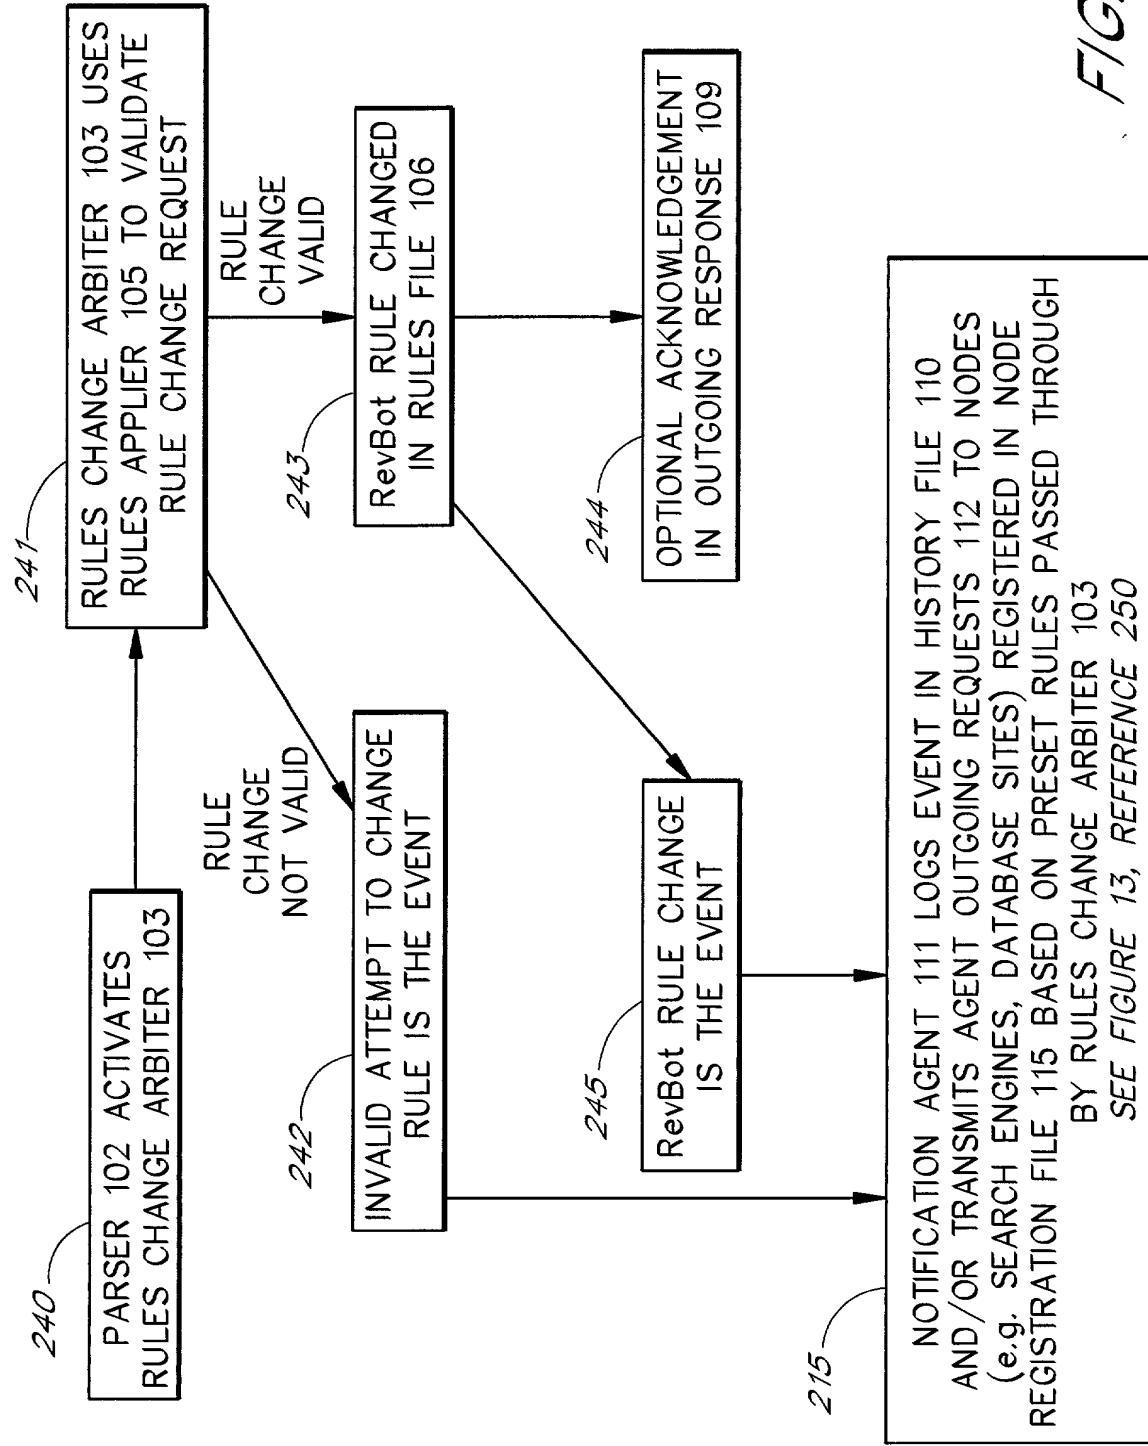 240
PARSER 102 ACTIVATES
RULES CHANGE ARBITER 103
241
RULES CHANGE ARBITER 103 USES
RULES APPLIER 105 TO VALIDATE
RULE CHANGE REQUEST
RULE
CHANGE
NOT VALID
RULE
CHANGE
VALID
242
INVALID ATTEMPT TO CHANGE
RULE IS THE EVENT
243
RevBot RULE CHANGED
IN RULES FILE 106
245
RevBot RULE CHANGE
IS THE EVENT
244
OPTIONAL ACKNOWLEDGEMENT
IN OUTGOING RESPONSE 109
215
NOTIFICATION AGENT 111 LOGS EVENT IN HISTORY FILE 110
AND/OR TRANSMITS AGENT OUTGOING REQUESTS 112 TO NODES
(e.g. SEARCH ENGINES, DATABASE SITES) REGISTERED IN NODE
REGISTRATION FILE 115 BASED ON PRESET RULES PASSED THROUGH
BY RULES CHANGE ARBITER 103
SEE FIGURE 13, REFERENCE 250